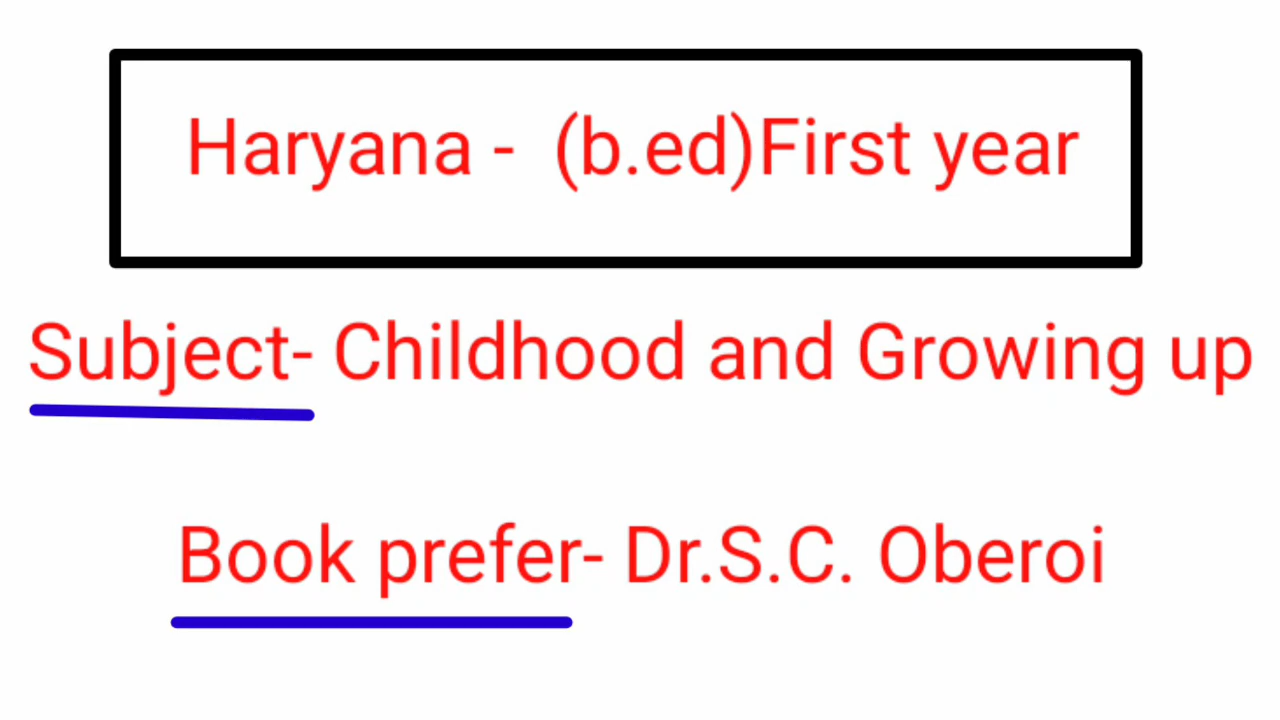 Haryana - (b.ed)First year
Subject- Childhood and Growing up
Book prefer- Dr.S.C. Oberoi